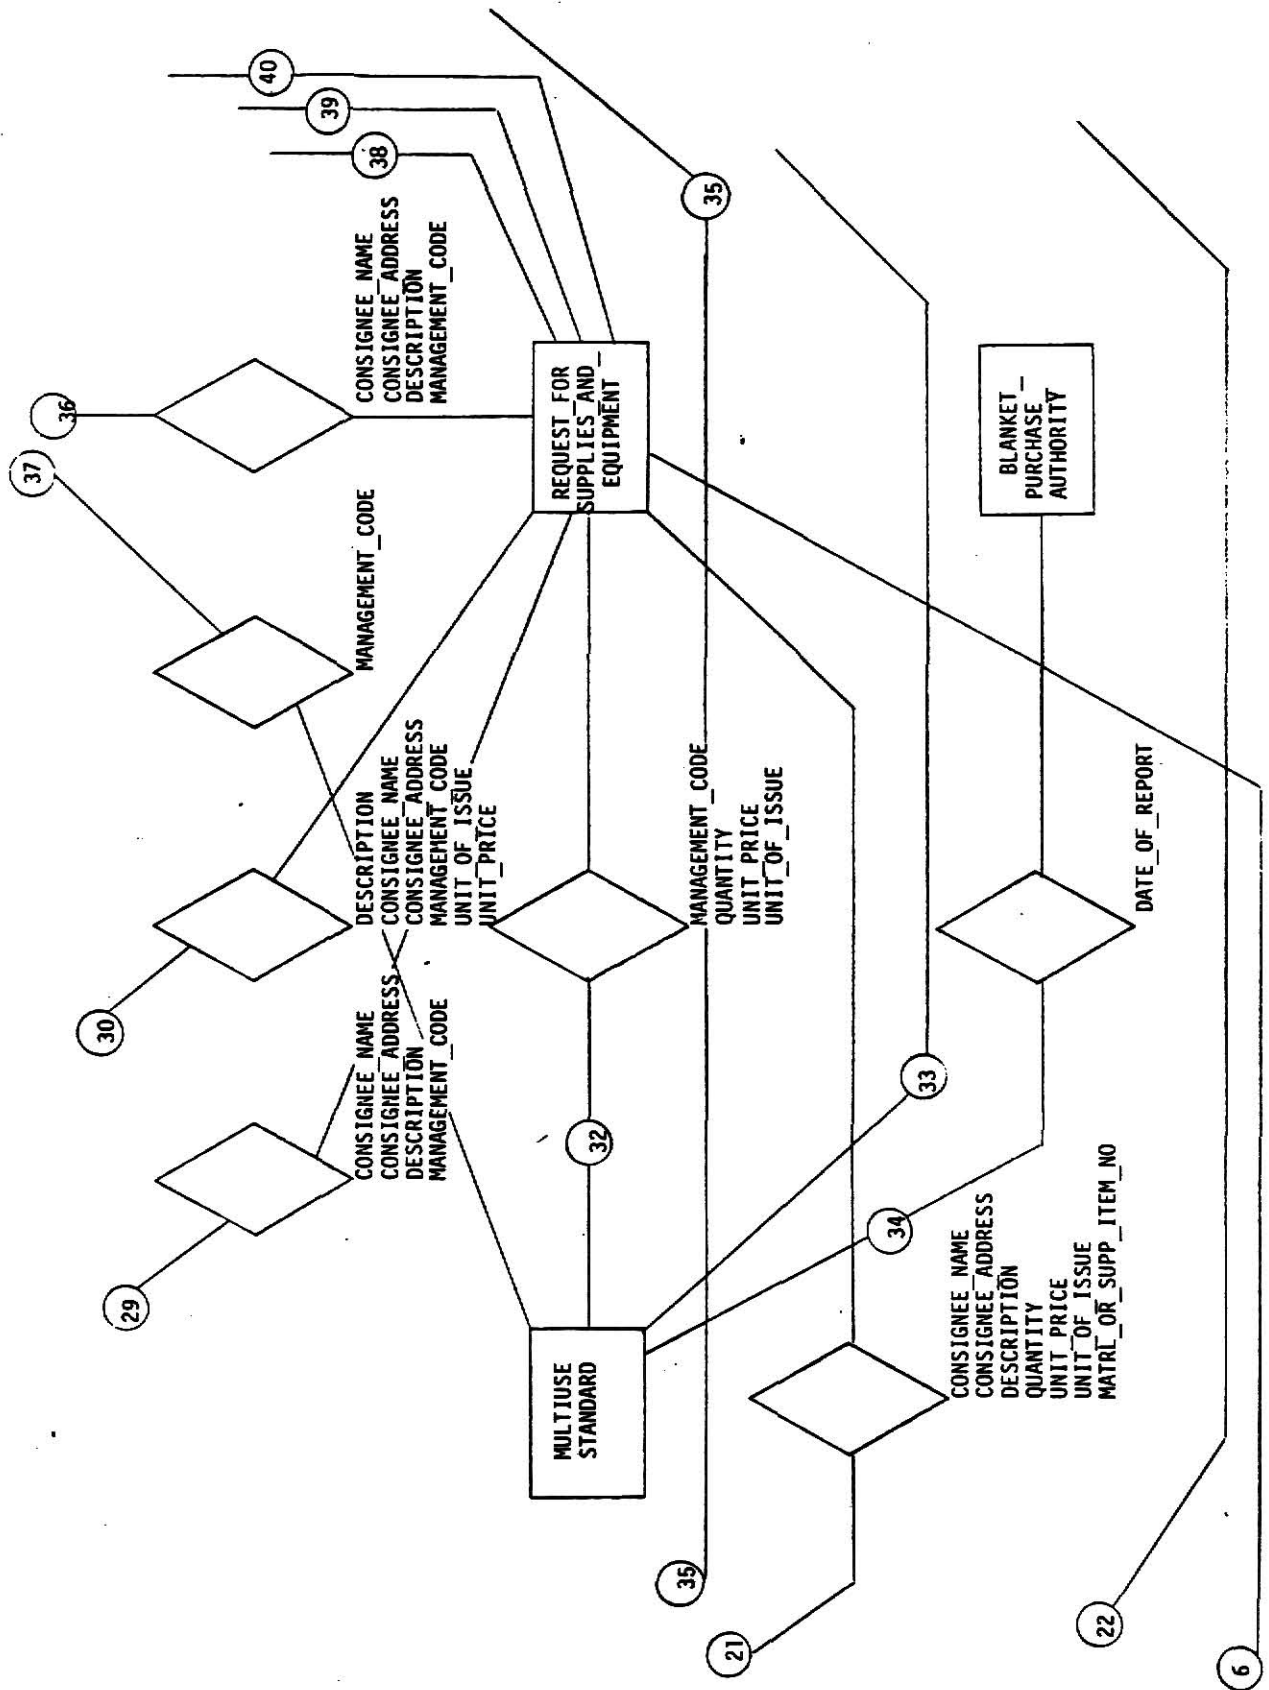 36
37
30
29
40
39
38
CONSIGNEE_NAME
CONSIGNEE_ADDRESS
DESCRIPTION
MANAGEMENT_CODE
MANAGEMENT_CODE
DESCRIPTION
CONSIGNEE_NAME
CONSIGNEE_ADDRESS
MANAGEMENT_CODE
UNIT_OF_ISSUE
UNIT_PRICE
CONSIGNEE_NAME
CONSIGNEE_ADDRESS
DESCRIPTION
MANAGEMENT_CODE
MULTIUSE
STANDARD
32
REQUEST_FOR_
SUPPLIES_AND_
EQUIPMENT
MANAGEMENT_CODE
QUANTITY
UNIT_PRICE
UNIT_OF_ISSUE
35
35
21
34
33
CONSIGNEE_NAME
CONSIGNEE_ADDRESS
DESCRIPTION
QUANTITY
UNIT_PRICE
UNIT_OF_ISSUE
MATRL_OR_SUPP_ITEM_NO
BLANKET_
PURCHASE_
AUTHORITY
DATE_OF_REPORT
22
6